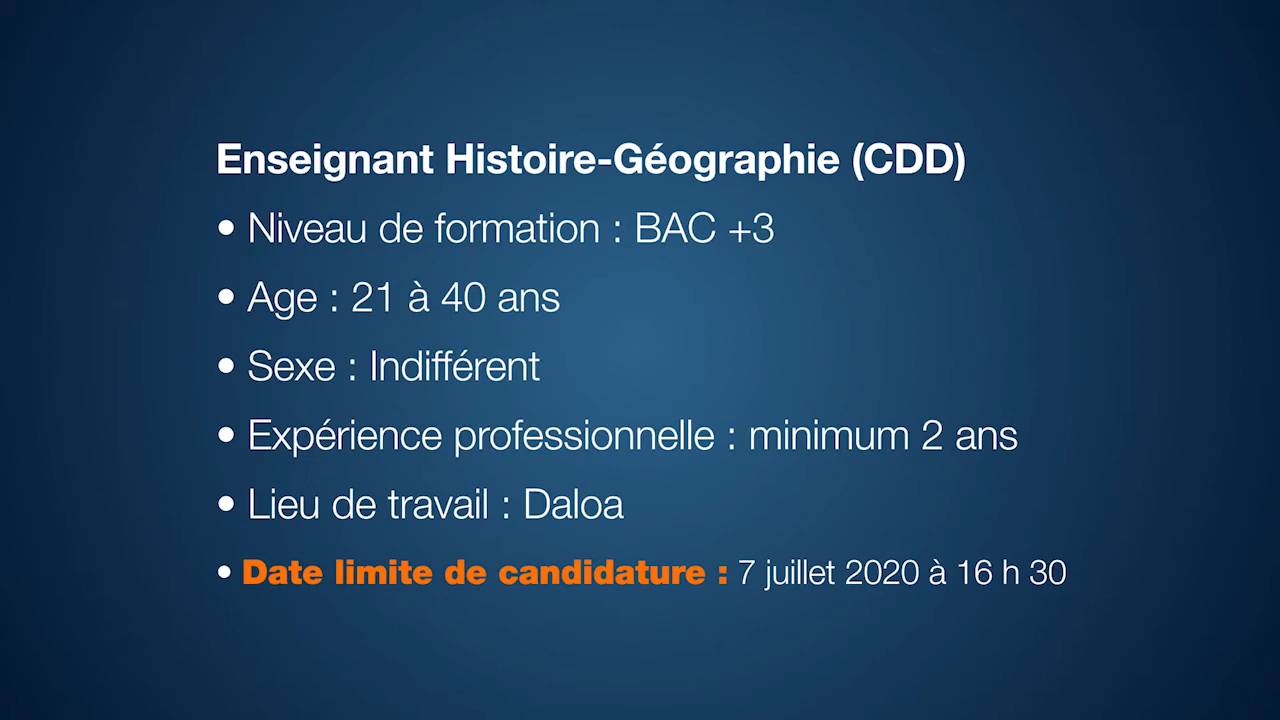 Enseignant Histoire-Géographie (CDD)
• Niveau de formation : BAC +3
• Age : 21 à 40 ans
• Sexe : Indifférent
• Expérience professionnelle : minimum 2 ans
• Lieu de travail : Daloa
• Date limite de candidature : 7 juillet 2020 à 16 h 30